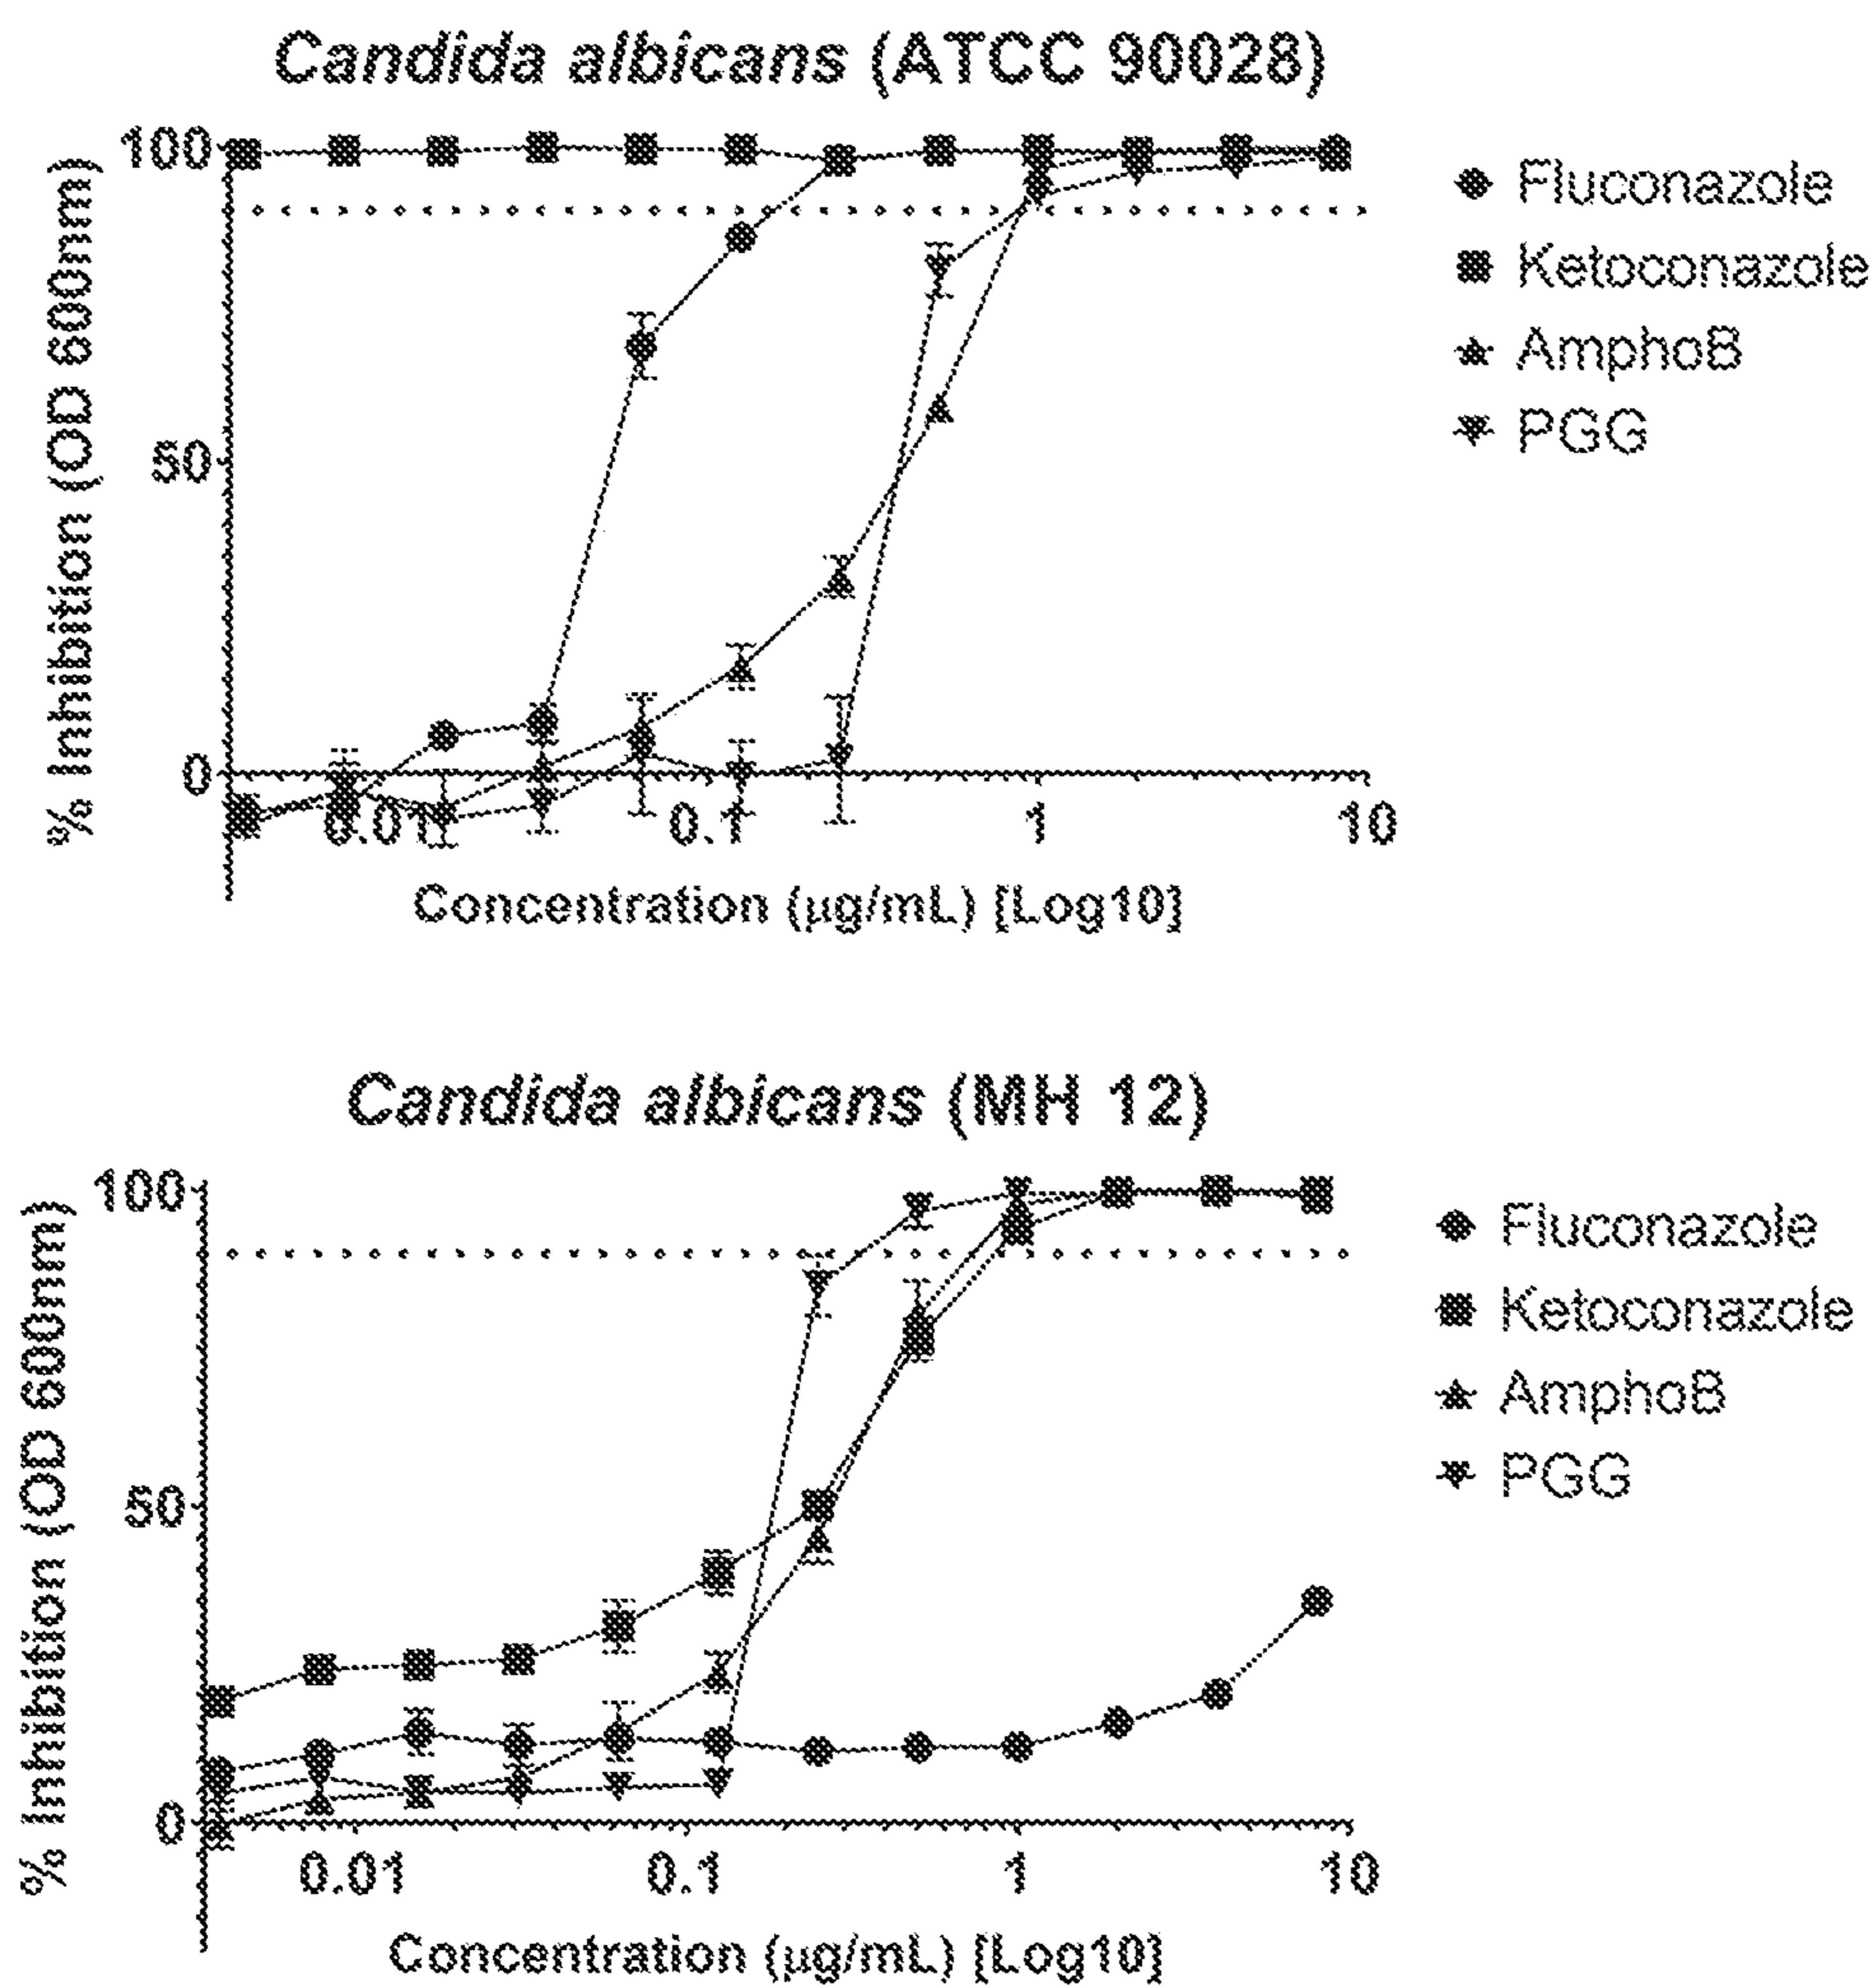 Candida albicans (ATCC 90028)
% Inhibition (OD 600nm)
100
50
0
0.01
0.1
1
10
Concentration (µg/mL) [Log10]
Fluconazole
Ketoconazole
AmphoB
PGG
Candida albicans (MH 12)
% Inhibition (OD 600nm)
100
50
0
0.01
0.1
1
10
Concentration (µg/mL) [Log10]
Fluconazole
Ketoconazole
AmphoB
PGG